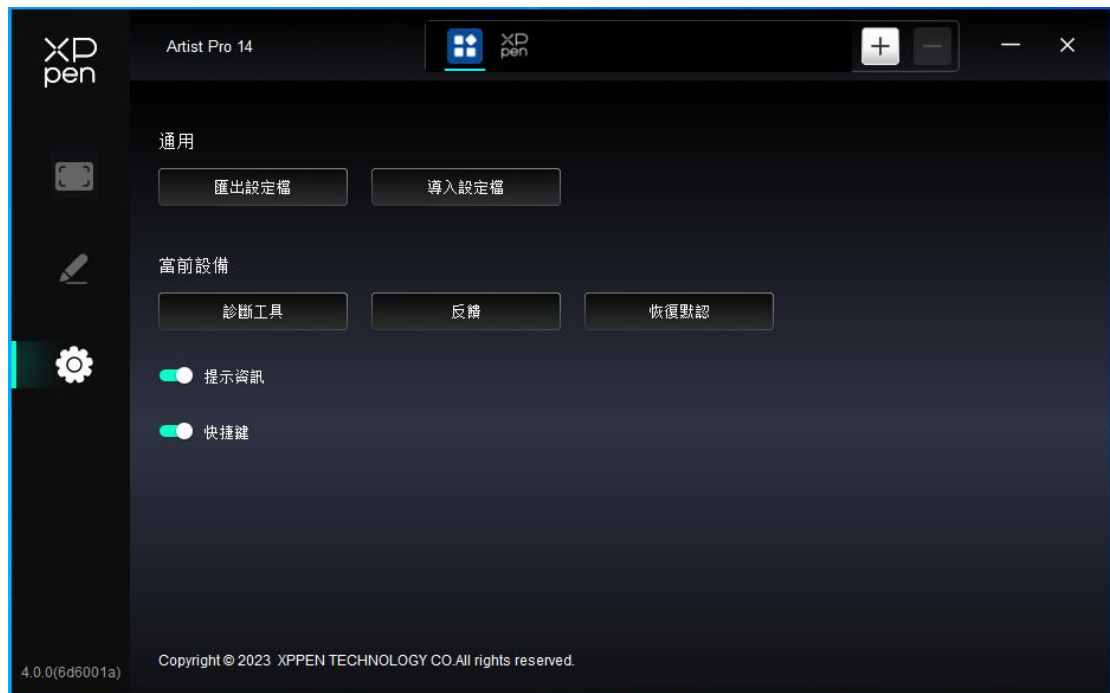 XP
pen
Artist Pro 14
XP
pen
通用
匯出設定檔
導入設定檔
當前設備
診斷工具
反饋
恢復默認
提示資訊
快捷鍵
4.0.0(6d6001a)
Copyright © 2023 XPPEN TECHNOLOGY CO.All rights reserved.